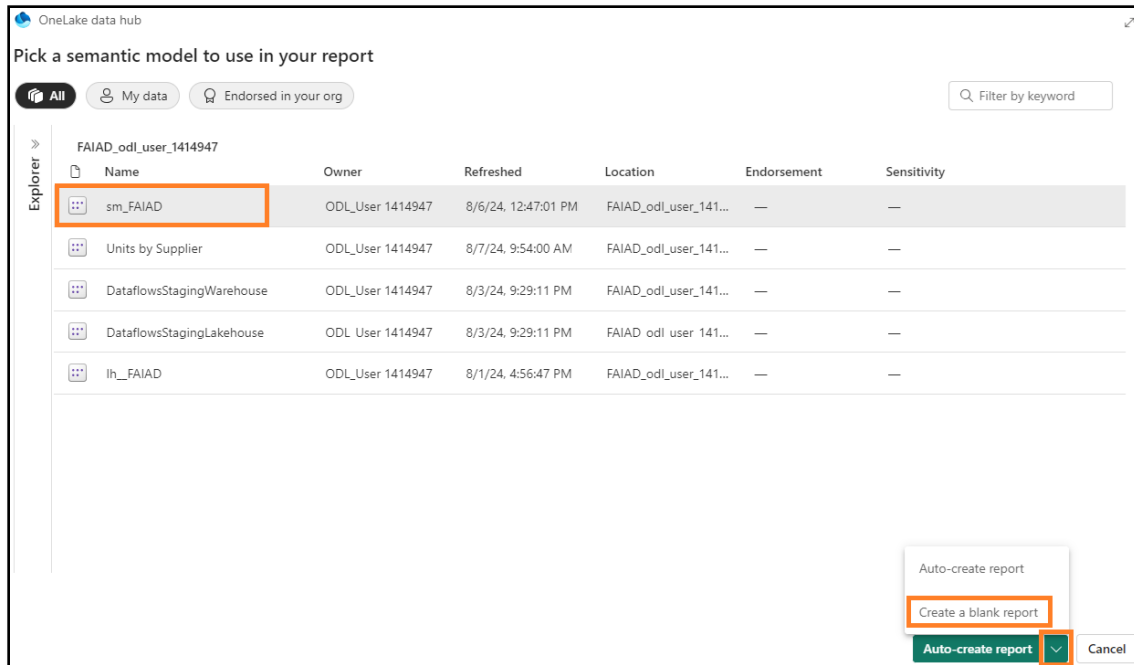 OneLake data hub
Pick a semantic model to use in your report
All My data Endorsed in your org Filter by keyword
Explorer
FAIAD_odl_user_1414947
Name Owner Refreshed Location Endorsement Sensitivity
sm_FAIAD ODL_User 1414947 8/6/24, 12:47:01 PM FAIAD_odl_user_141... — —
Units by Supplier ODL_User 1414947 8/7/24, 9:54:00 AM FAIAD_odl_user_141... — —
DataflowsStagingWarehouse ODL_User 1414947 8/3/24, 9:29:11 PM FAIAD_odl_user_141... — —
DataflowsStagingLakehouse ODL_User 1414947 8/3/24, 9:29:11 PM FAIAD_odl_user_141... — —
lh__FAIAD ODL_User 1414947 8/1/24, 4:56:47 PM FAIAD_odl_user_141... — —
Auto-create report
Create a blank report
Auto-create report Cancel